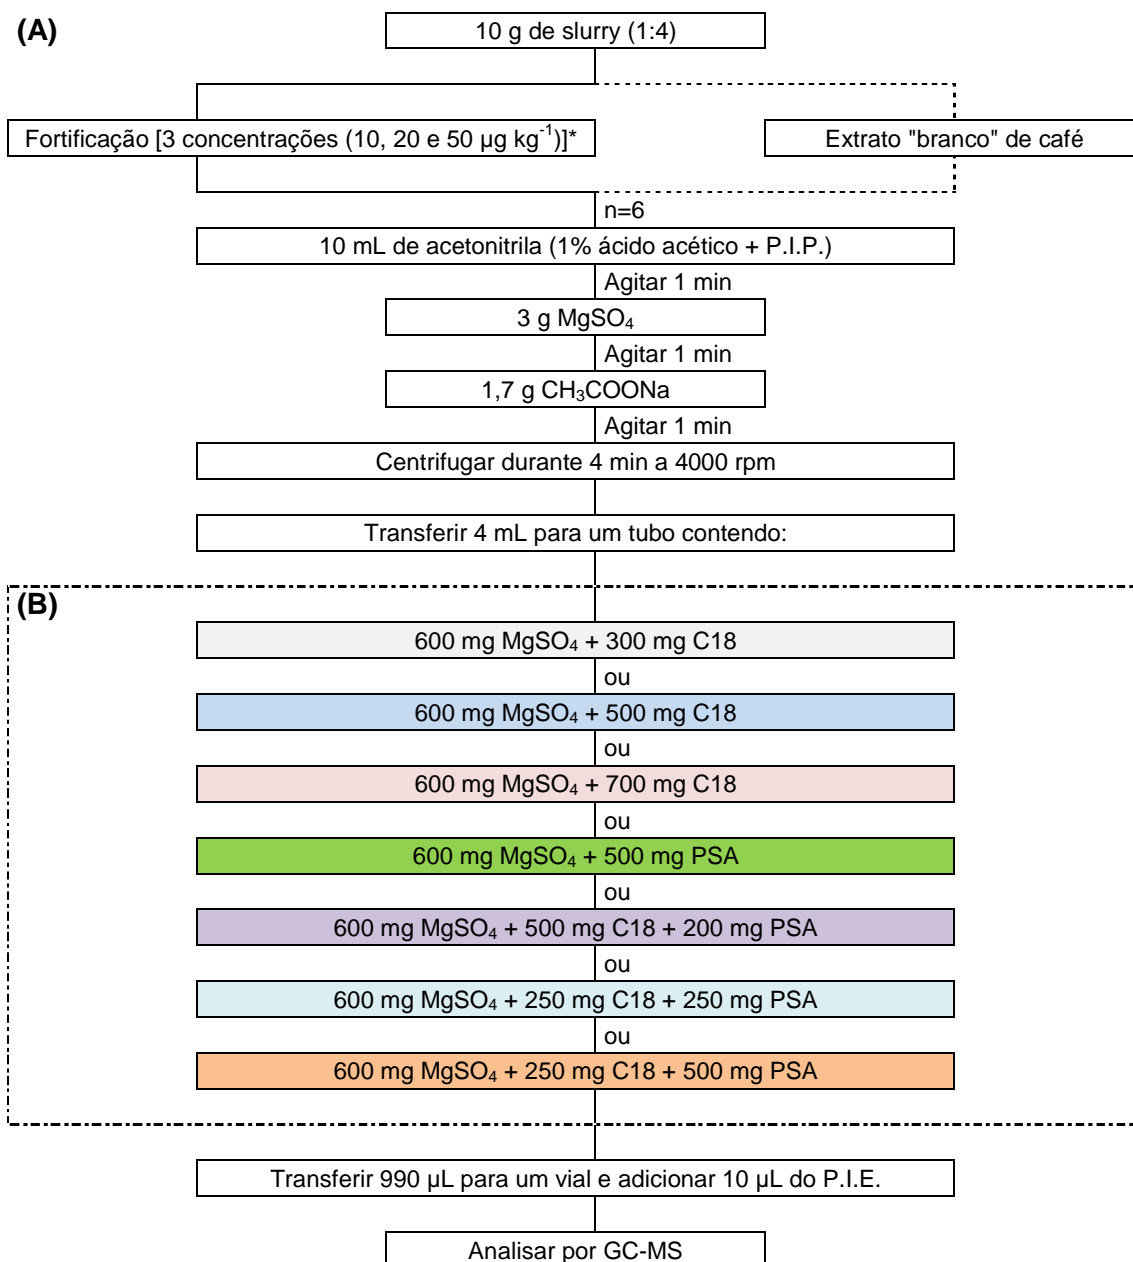 (A)
10 g de slurry (1:4)
Fortificação [3 concentrações (10, 20 e 50 µg kg⁻¹)]*
Extrato "branco" de café
n=6
10 mL de acetonitrila (1% ácido acético + P.I.P.)
Agitar 1 min
3 g MgSO₄
Agitar 1 min
1,7 g CH₃COONa
Agitar 1 min
Centrifugar durante 4 min a 4000 rpm
Transferir 4 mL para um tubo contendo:
(B)
600 mg MgSO₄ + 300 mg C18
ou
600 mg MgSO₄ + 500 mg C18
ou
600 mg MgSO₄ + 700 mg C18
ou
600 mg MgSO₄ + 500 mg PSA
ou
600 mg MgSO₄ + 500 mg C18 + 200 mg PSA
ou
600 mg MgSO₄ + 250 mg C18 + 250 mg PSA
ou
600 mg MgSO₄ + 250 mg C18 + 500 mg PSA
Transferir 990 µL para um vial e adicionar 10 µL do P.I.E.
Analisar por GC-MS